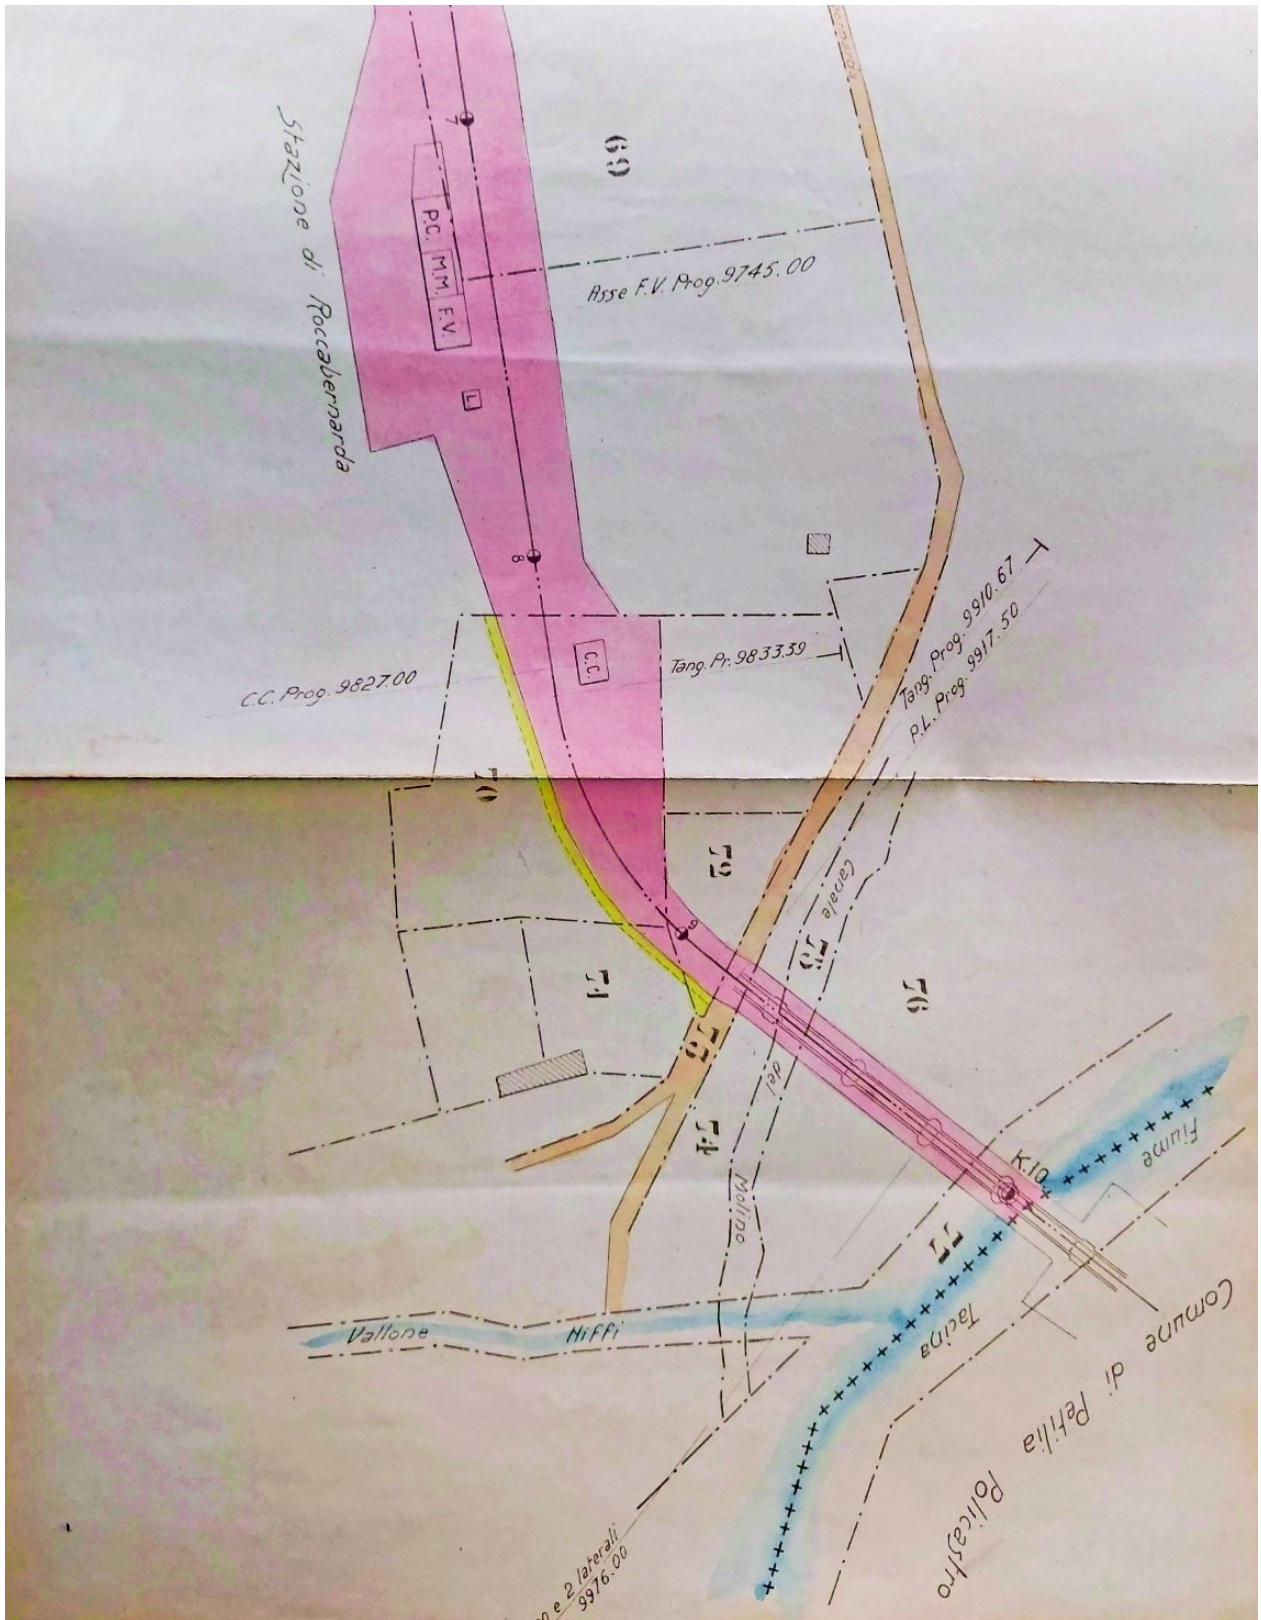 7
69
Stazione di Roccabernarda
P.C.
M.M.
F.V.
L.
Asse F.V. Prog. 9745.00
8
C.C.
C.C. Prog. 9827.00
Tang. Pr. 9833.39
Tang. Prog. 9910.67
P.L. Prog. 9917.50
70
72
Canale
75
76
9
71
73
del
74
Molino
K.10
Fiume
77
Tacina
Vallone Niffi
Comune di Petilia Policastro
e 2 laterali
9976.00